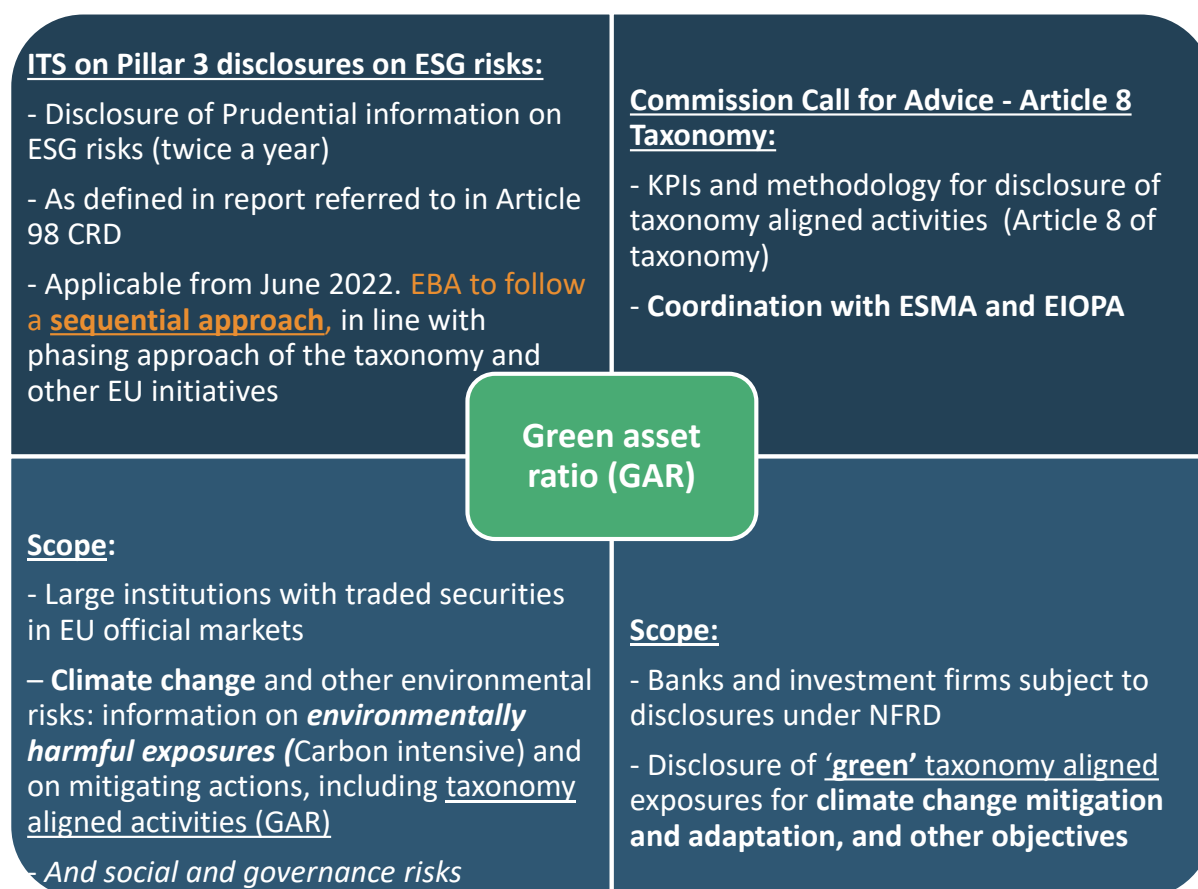 ITS on Pillar 3 disclosures on ESG risks:
- Disclosure of Prudential information on
ESG risks (twice a year)
- As defined in report referred to in Article
98 CRD
- Applicable from June 2022. EBA to follow
a sequential approach, in line with
phasing approach of the taxonomy and
other EU initiatives
Commission Call for Advice - Article 8
Taxonomy:
- KPIs and methodology for disclosure of
taxonomy aligned activities  (Article 8 of
taxonomy)
- Coordination with ESMA and EIOPA
Green asset
ratio (GAR)
Scope:
- Large institutions with traded securities
in EU official markets
– Climate change and other environmental
risks: information on environmentally
harmful exposures (Carbon intensive) and
on mitigating actions, including taxonomy
aligned activities (GAR)
- And social and governance risks
Scope:
- Banks and investment firms subject to
disclosures under NFRD
- Disclosure of ‘green’ taxonomy aligned
exposures for climate change mitigation
and adaptation, and other objectives